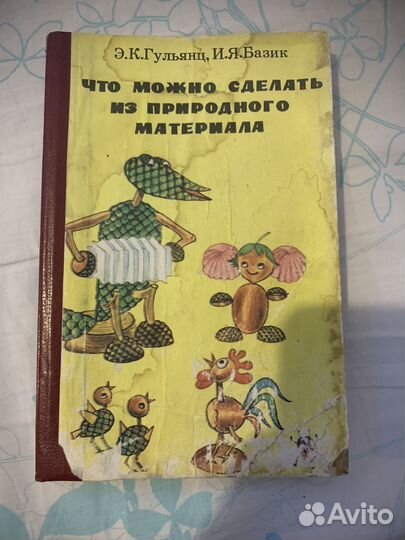 Э.К.Гульянц, И.Я.Базик
ЧТО МОЖНО СДЕЛАТЬ
ИЗ ПРИРОДНОГО
МАТЕРИАЛА
Avito